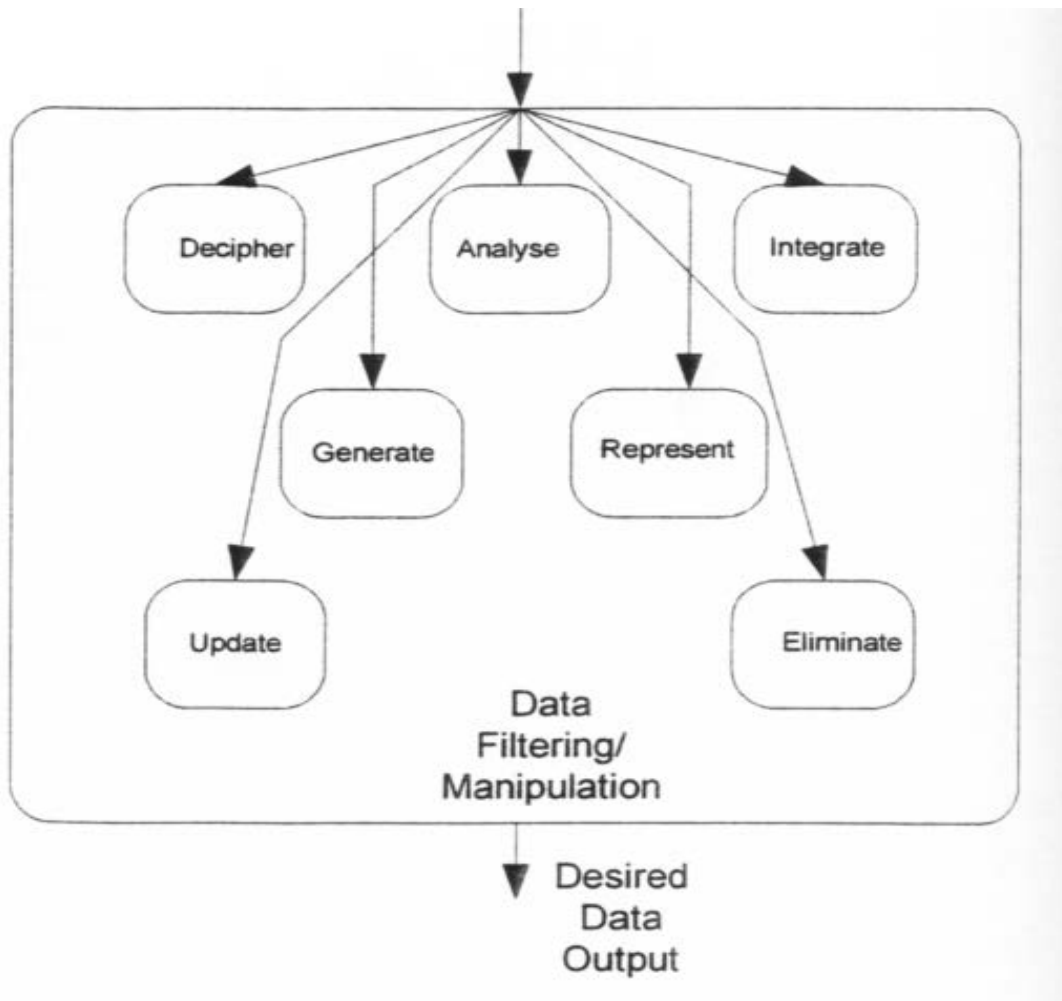 Decipher
Analyse
Integrate
Generate
Represent
Update
Eliminate
Data
Filtering/
Manipulation
Desired
Data
Output